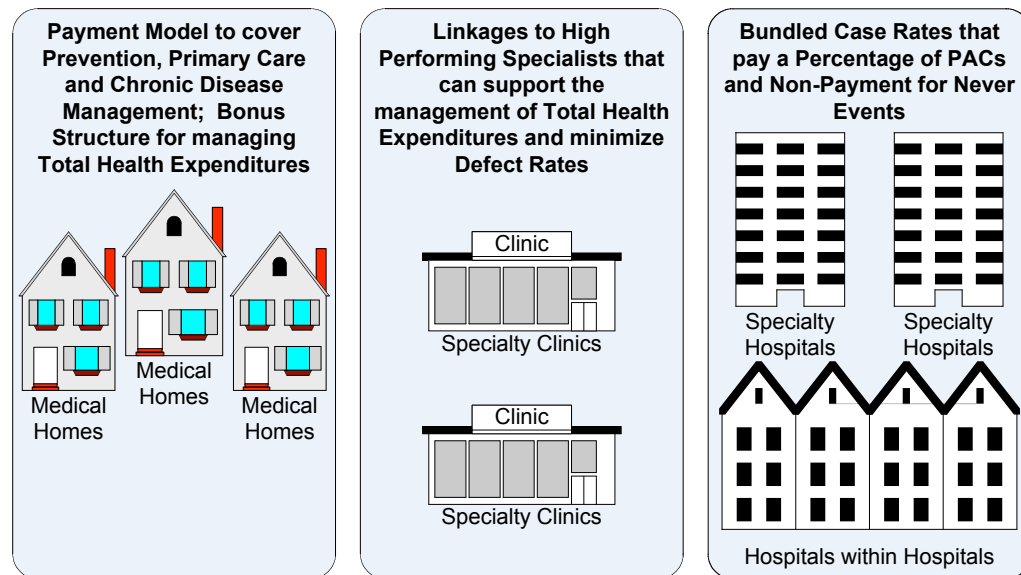 Payment Model to cover
Prevention, Primary Care
and Chronic Disease
Management; Bonus
Structure for managing
Total Health Expenditures
Medical
Homes
Medical
Homes
Medical
Homes
Linkages to High
Performing Specialists that
can support the
management of Total Health
Expenditures and minimize
Defect Rates
Clinic
Specialty Clinics
Clinic
Specialty Clinics
Bundled Case Rates that
pay a Percentage of PACs
and Non-Payment for Never
Events
Specialty
Hospitals
Specialty
Hospitals
Hospitals within Hospitals